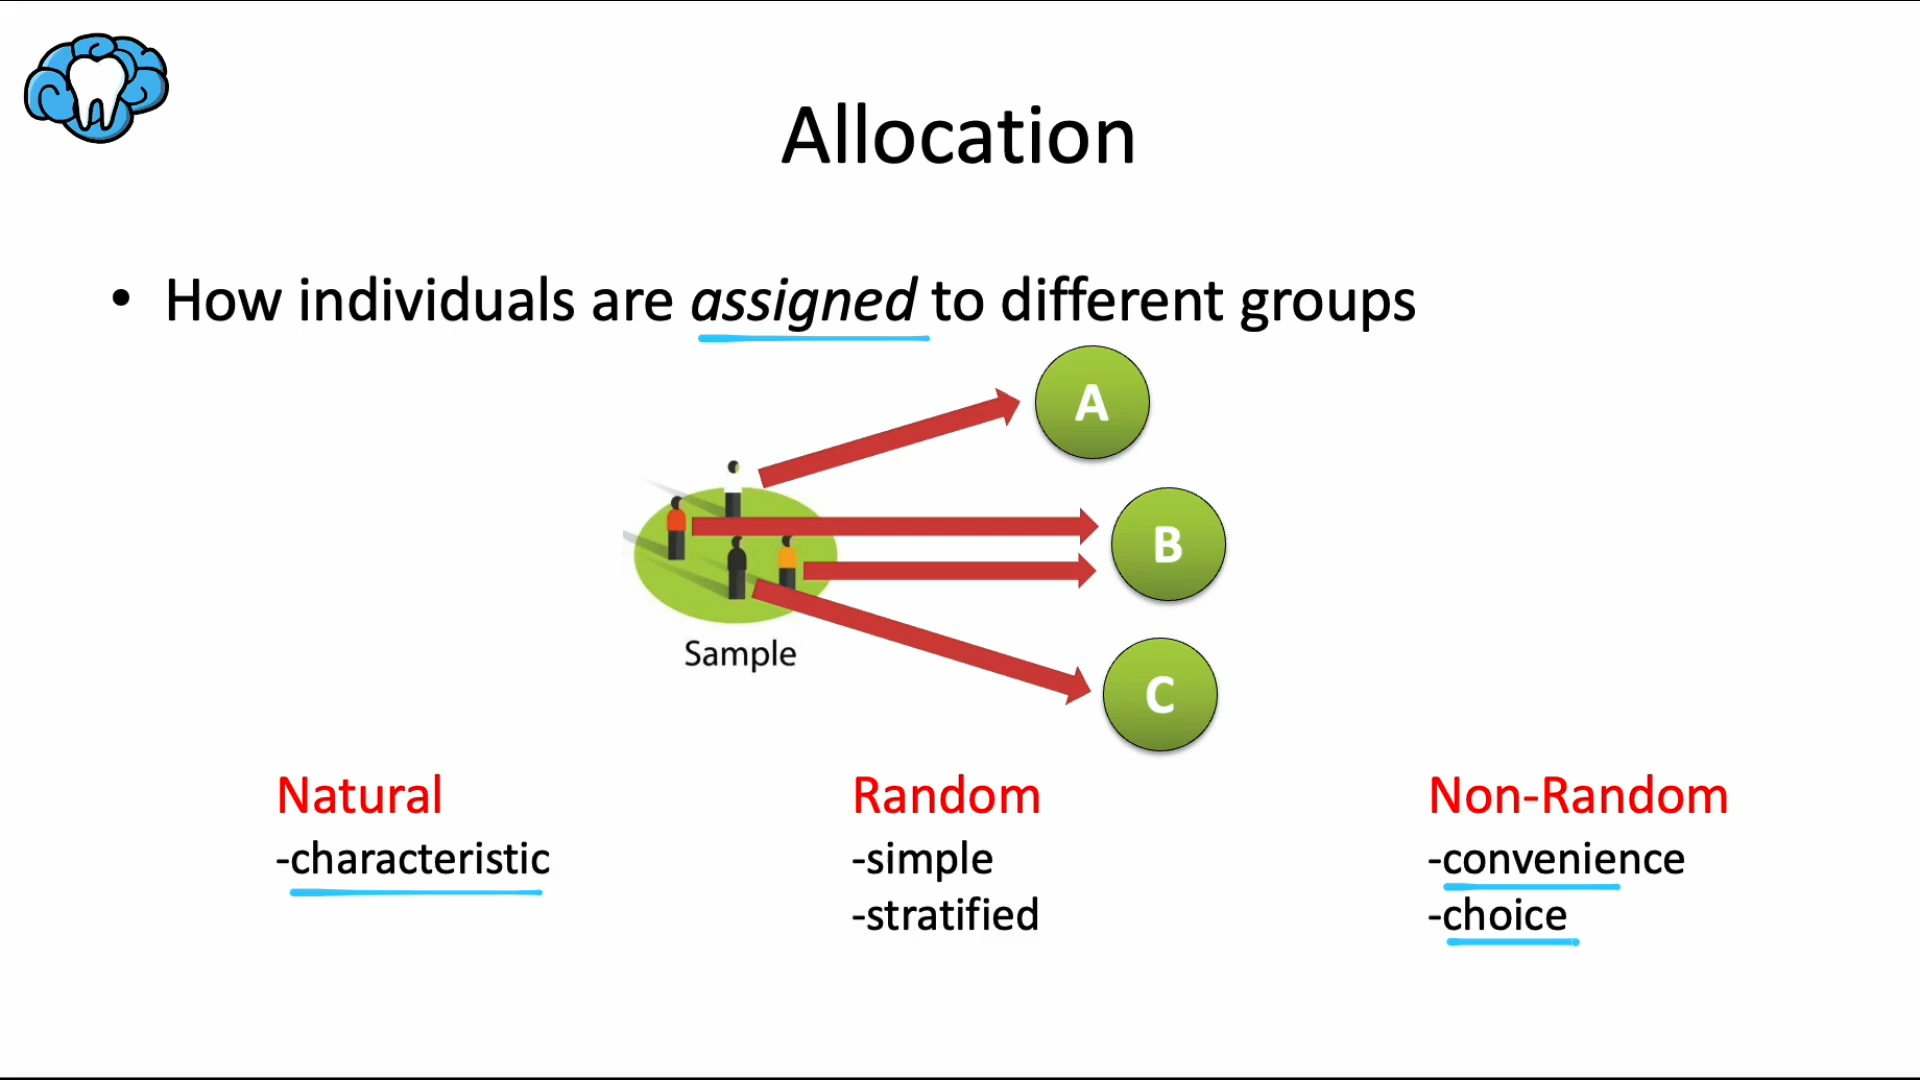 Allocation
• How individuals are assigned to different groups
A
B
Sample
C
Natural
-characteristic
Random
-simple
-stratified
Non-Random
-convenience
-choice